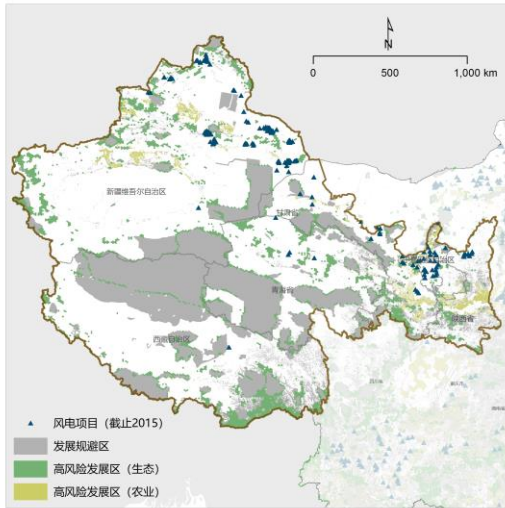 N
0
500
1,000 km
新疆维吾尔自治区
甘肃省
青海省
西藏自治区
陕西省
四川省
风电项目（截止2015）
发展规避区
高风险发展区（生态）
高风险发展区（农业）